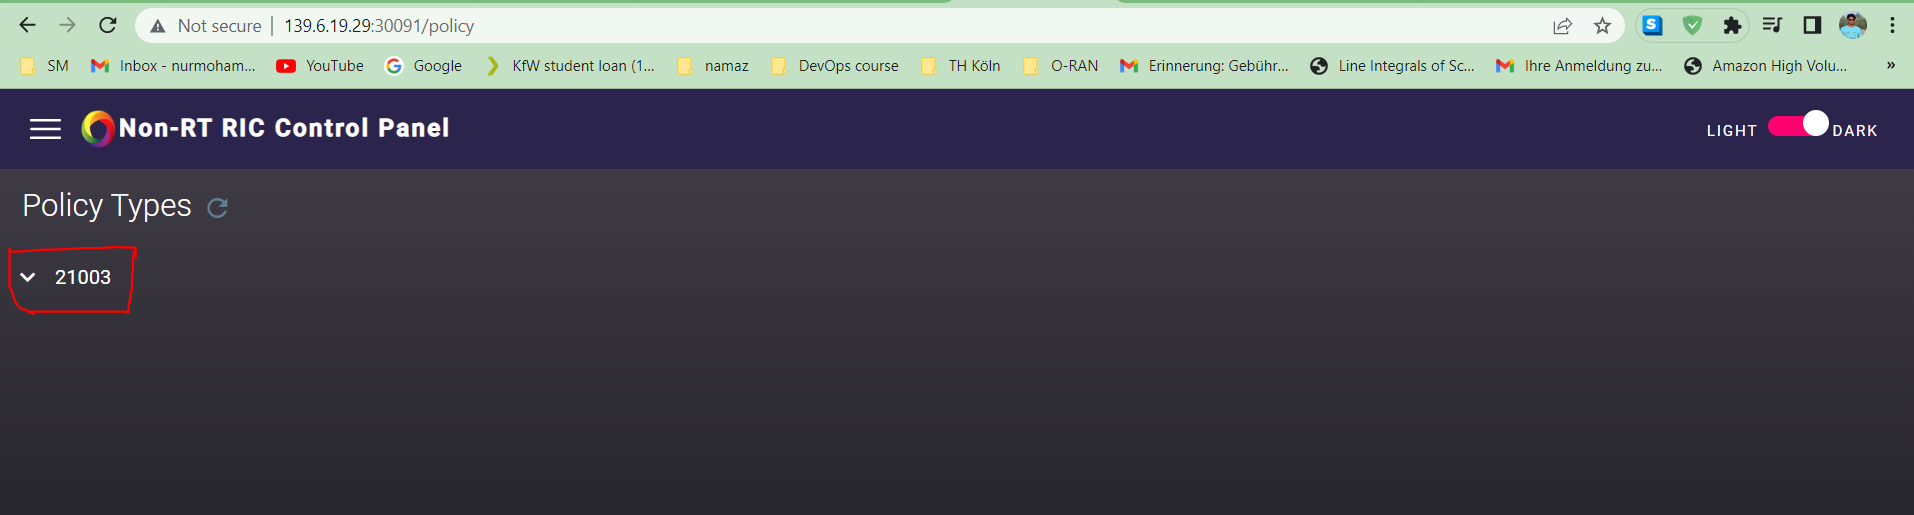 Not secure | 139.6.19.29:30091/policy
SM Inbox - nurmoham... YouTube Google KfW student loan (1... namaz DevOps course TH Köln O-RAN Erinnerung: Gebühr... Line Integrals of Sc... Ihre Anmeldung zu... Amazon High Volu... »
Non-RT RIC Control Panel
LIGHT DARK
Policy Types
21003